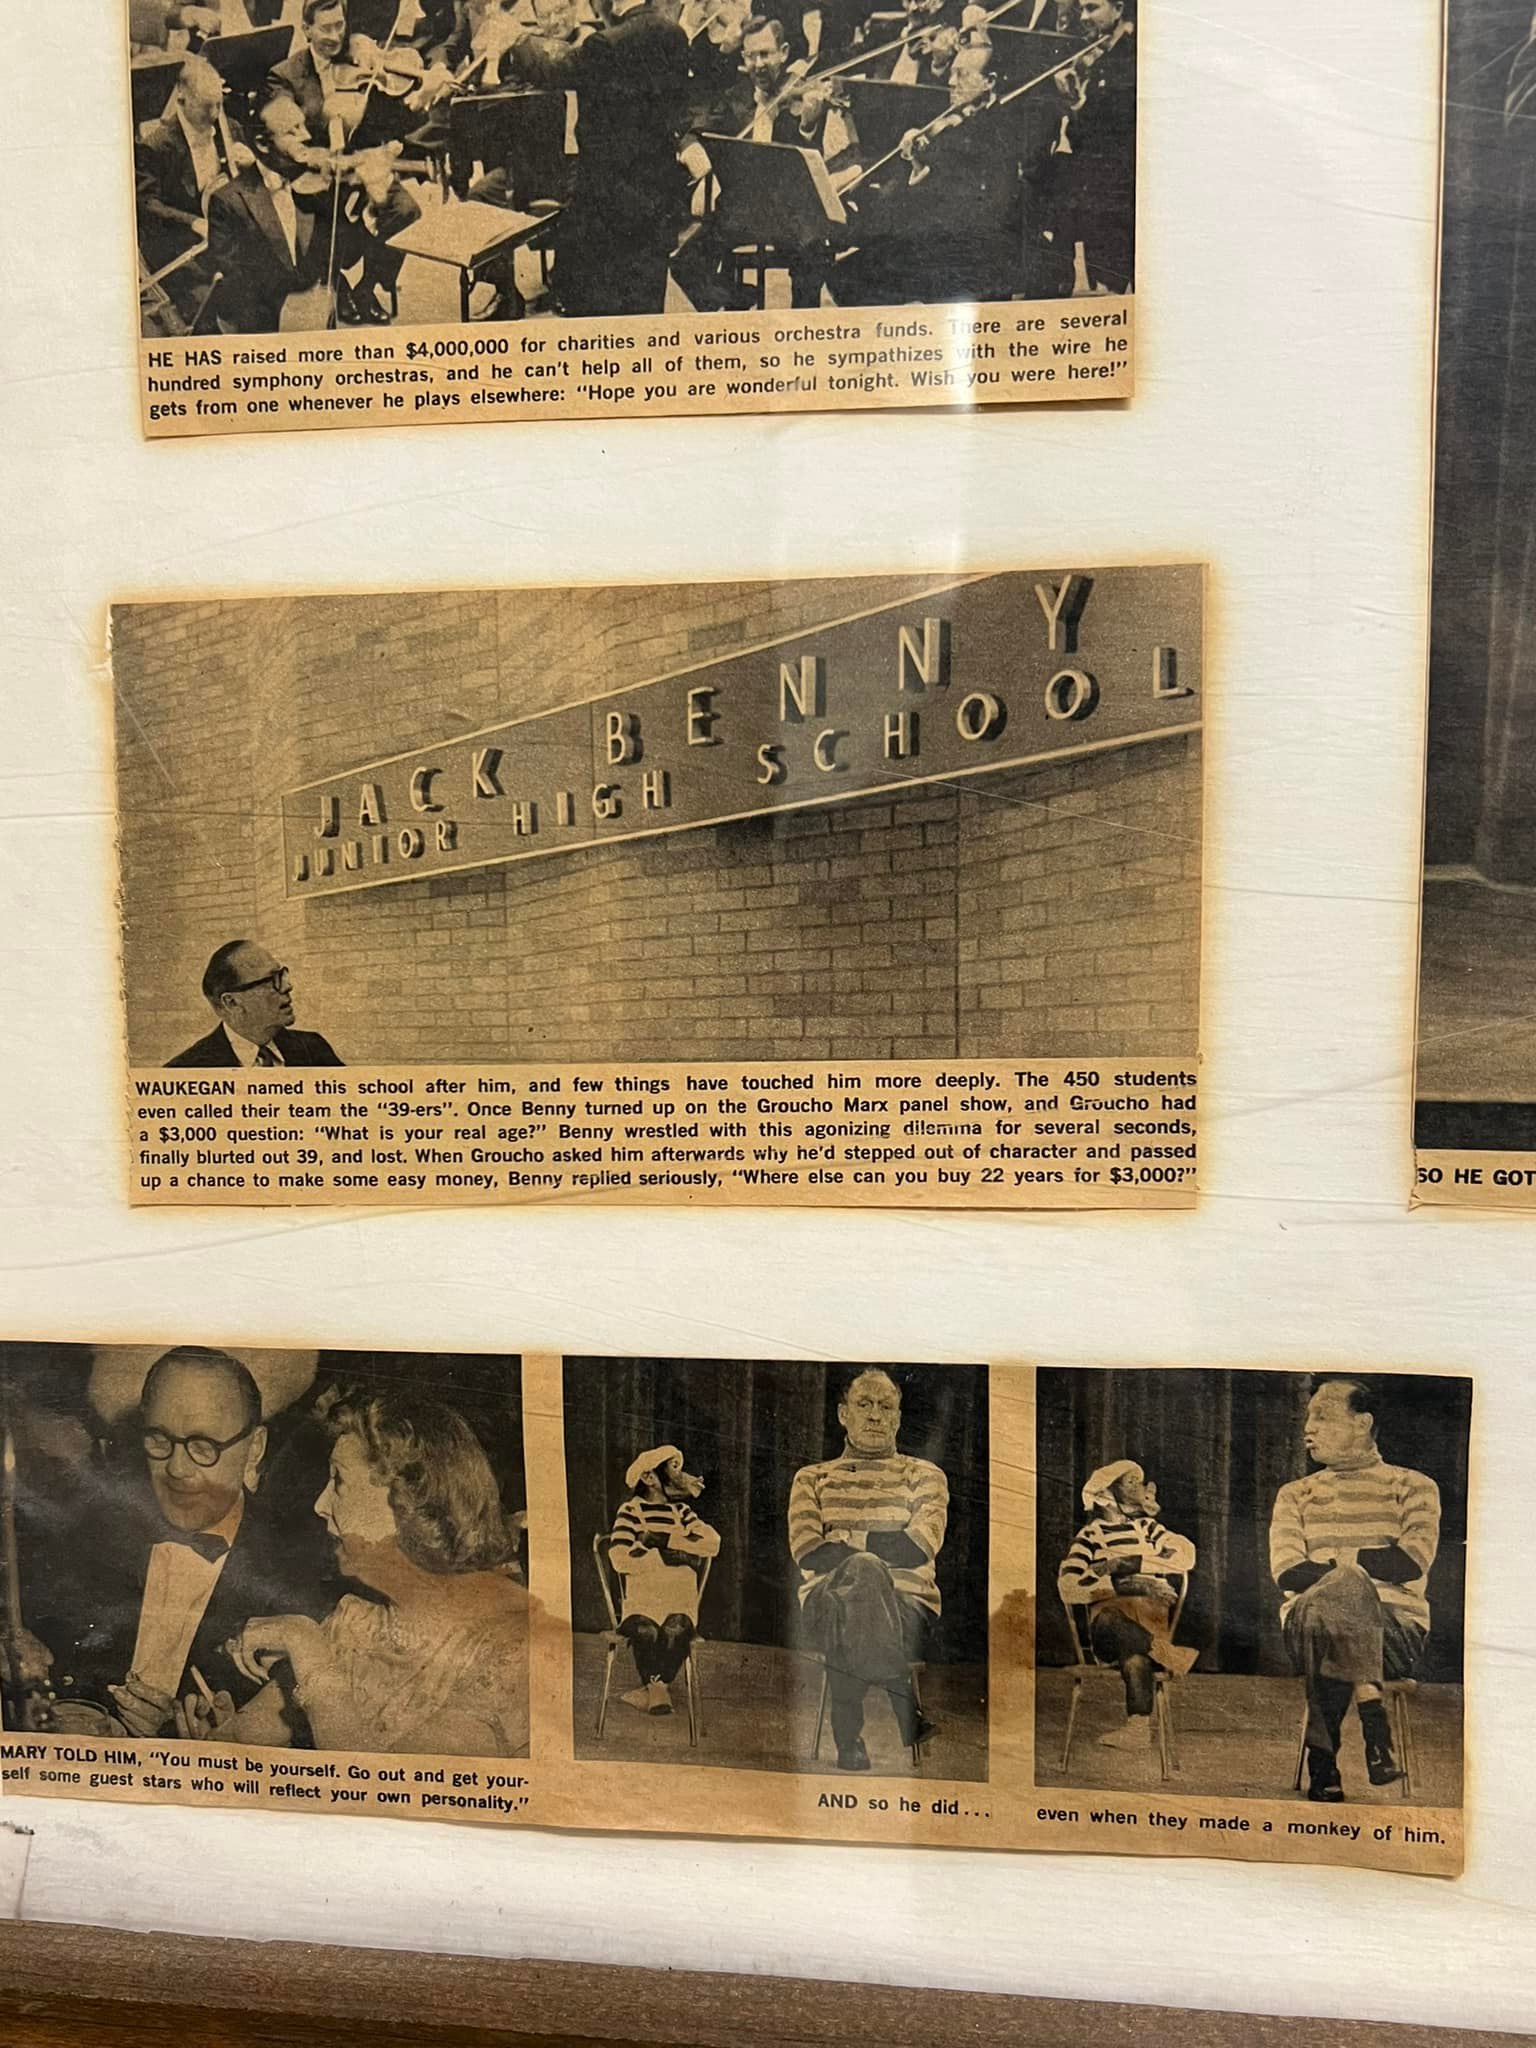 HE HAS raised more than $4,000,000 for charities and various orchestra funds. There are several
hundred symphony orchestras, and he can't help all of them, so he sympathizes with the wire he
gets from one whenever he plays elsewhere: "Hope you are wonderful tonight. Wish you were here!"
JACK BENNY
JUNIOR HIGH SCHOOL
WAUKEGAN named this school after him, and few things have touched him more deeply. The 450 students
even called their team the "39-ers". Once Benny turned up on the Groucho Marx panel show, and Groucho had
a $3,000 question: "What is your real age?" Benny wrestled with this agonizing dilemma for several seconds,
finally blurted out 39, and lost. When Groucho asked him afterwards why he'd stepped out of character and passed
up a chance to make some easy money, Benny replied seriously, "Where else can you buy 22 years for $3,000?"
SO HE GOT
MARY TOLD HIM, "You must be yourself. Go out and get your-
self some guest stars who will reflect your own personality."
AND so he did...
even when they made a monkey of him.